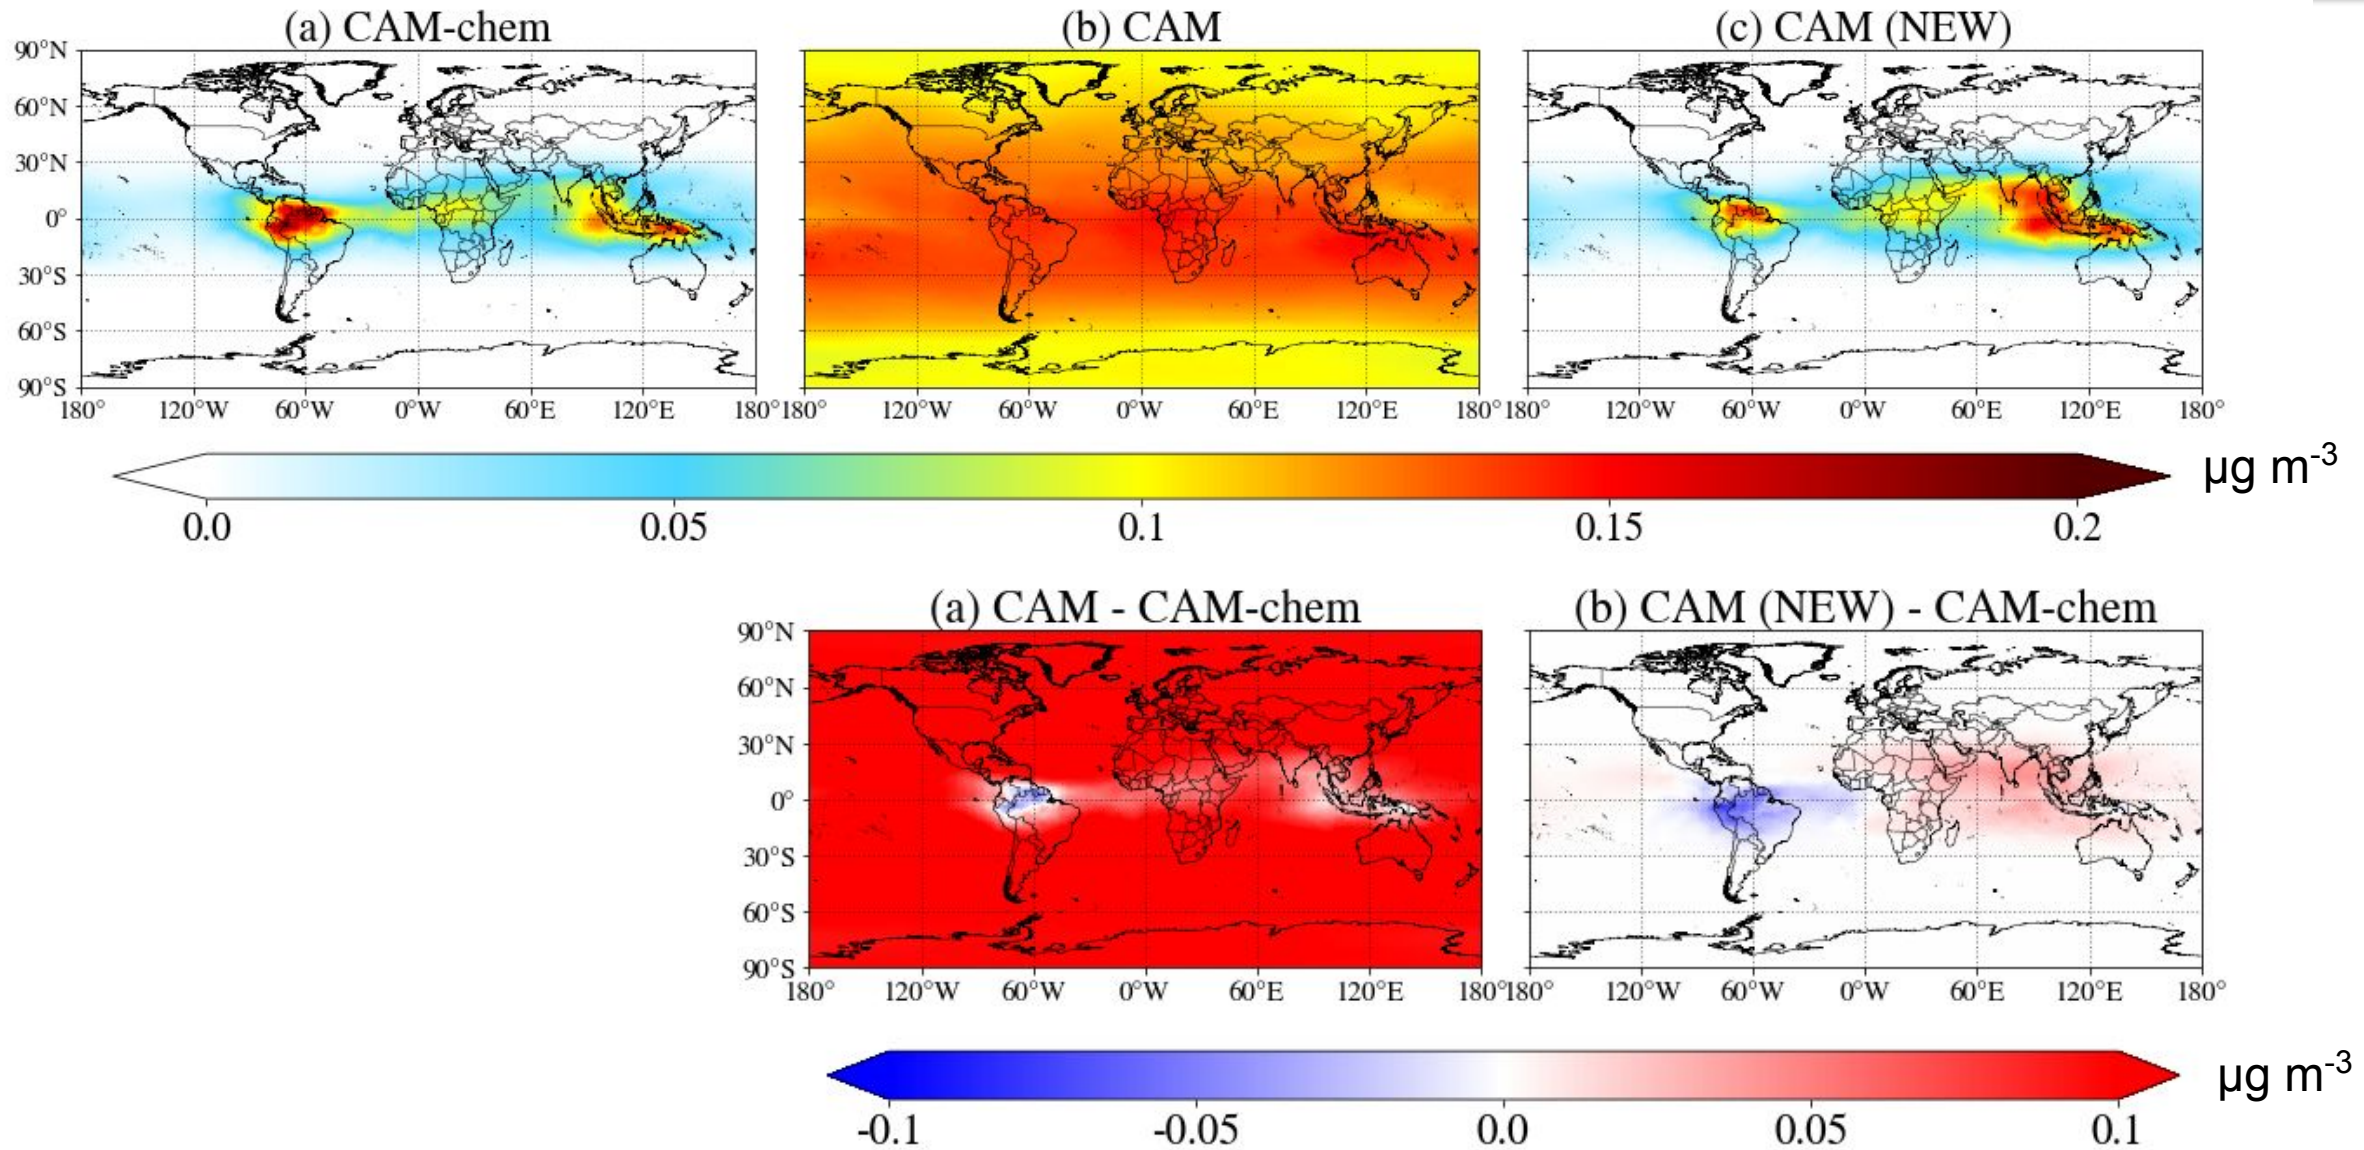 (a) CAM-chem (b) CAM (c) CAM (NEW)
90°N
60°N
30°N
0°
30°S
60°S
90°S
180° 120°W 60°W 0°W 60°E 120°E 180° 180° 120°W 60°W 0°W 60°E 120°E 180° 180° 120°W 60°W 0°W 60°E 120°E 180°
µg m-3
0.0 0.05 0.1 0.15 0.2
(a) CAM - CAM-chem (b) CAM (NEW) - CAM-chem
90°N
60°N
30°N
0°
30°S
60°S
90°S
180° 120°W 60°W 0°W 60°E 120°E 180° 180° 120°W 60°W 0°W 60°E 120°E 180°
µg m-3
-0.1 -0.05 0.0 0.05 0.1